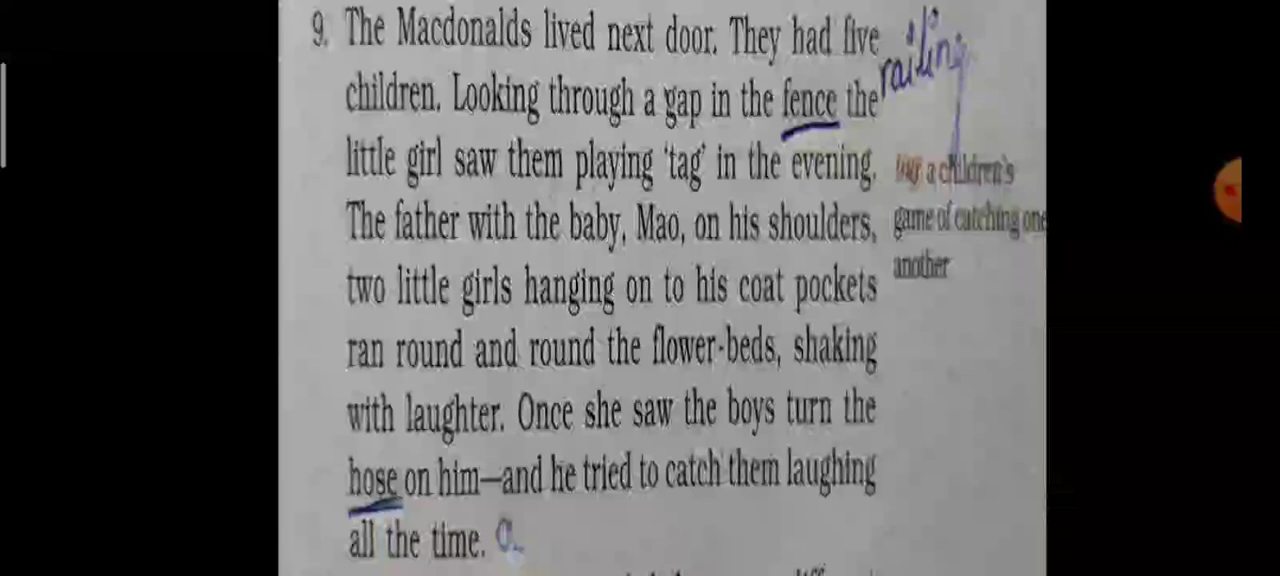 9. The Macdonalds lived next door. They had five
railing
children. Looking through a gap in the fence the
little girl saw them playing 'tag' in the evening.
The father with the baby, Mao, on his shoulders,
two little girls hanging on to his coat pockets
ran round and round the flower-beds, shaking
with laughter. Once she saw the boys turn the
hose on him—and he tried to catch them laughing
all the time.
tag a children's
game of catching one
another